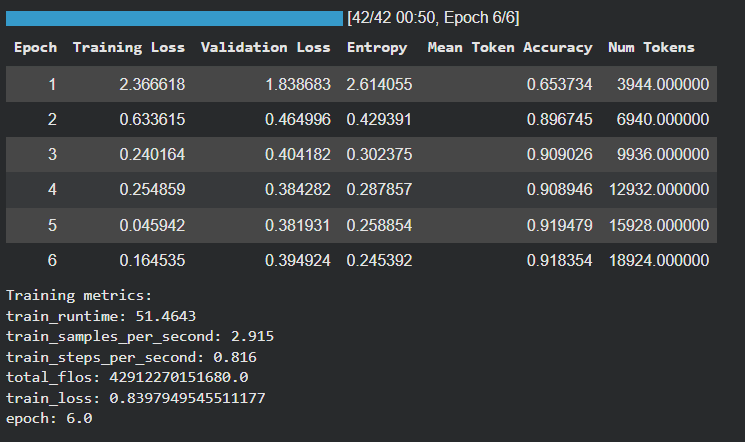 [42/42 00:50, Epoch 6/6]
Epoch Training Loss Validation Loss Entropy Mean Token Accuracy Num Tokens
1 2.366618 1.838683 2.614055 0.653734 3944.000000
2 0.633615 0.464996 0.429391 0.896745 6940.000000
3 0.240164 0.404182 0.302375 0.909026 9936.000000
4 0.254859 0.384282 0.287857 0.908946 12932.000000
5 0.045942 0.381931 0.258854 0.919479 15928.000000
6 0.164535 0.394924 0.245392 0.918354 18924.000000
Training metrics:
train_runtime: 51.4643
train_samples_per_second: 2.915
train_steps_per_second: 0.816
total_flos: 42912270151680.0
train_loss: 0.8397949545511177
epoch: 6.0